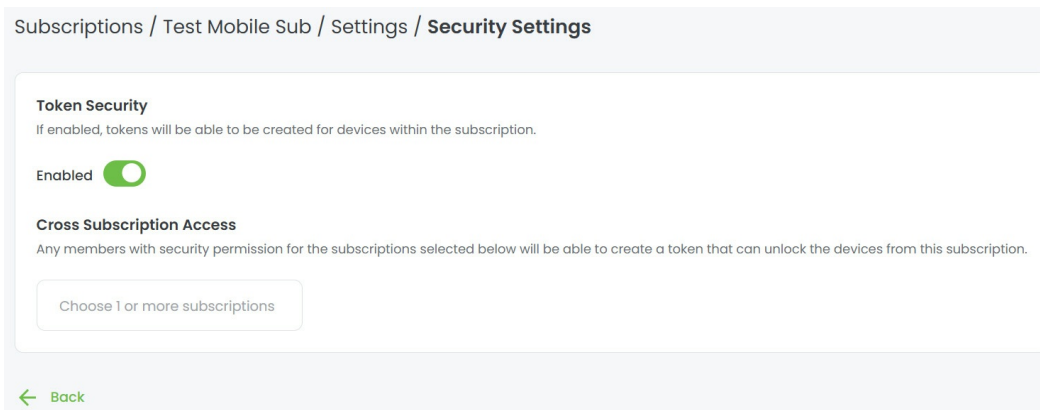 Subscriptions / Test Mobile Sub / Settings / Security Settings
Token Security
If enabled, tokens will be able to be created for devices within the subscription.
Enabled
Cross Subscription Access
Any members with security permission for the subscriptions selected below will be able to create a token that can unlock the devices from this subscription.
Choose 1 or more subscriptions
Back